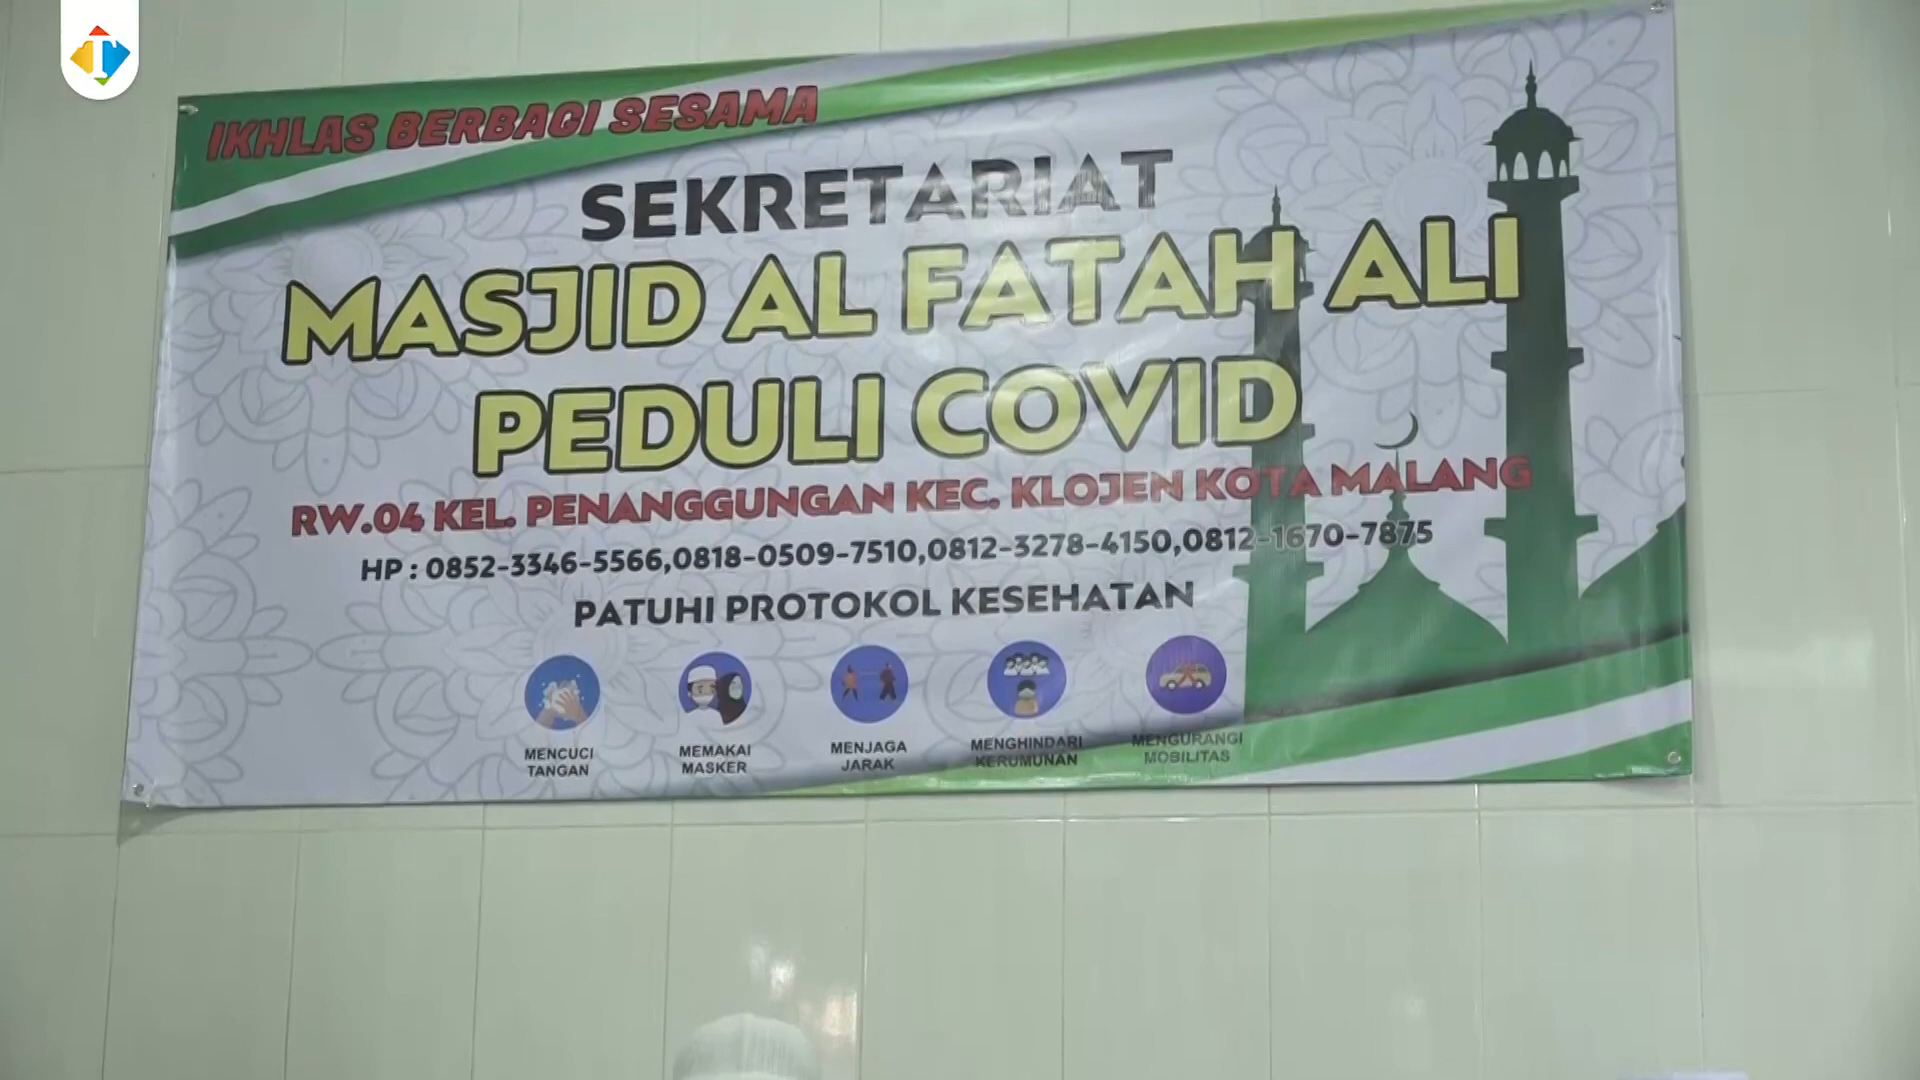 IKHLAS BERBAGI SESAMA
SEKRETARIAT
MASJID AL FATAH ALI
PEDULI COVID
RW.04 KEL. PENANGGUNGAN KEC. KLOJEN KOTA MALANG
HP : 0852-3346-5566,0818-0509-7510,0812-3278-4150,0812-1670-7875
PATUHI PROTOKOL KESEHATAN
MENCUCI
TANGAN
MEMAKAI
MASKER
MENJAGA
JARAK
MENGHINDARI
KERUMUNAN
MENGURANGI
MOBILITAS
T